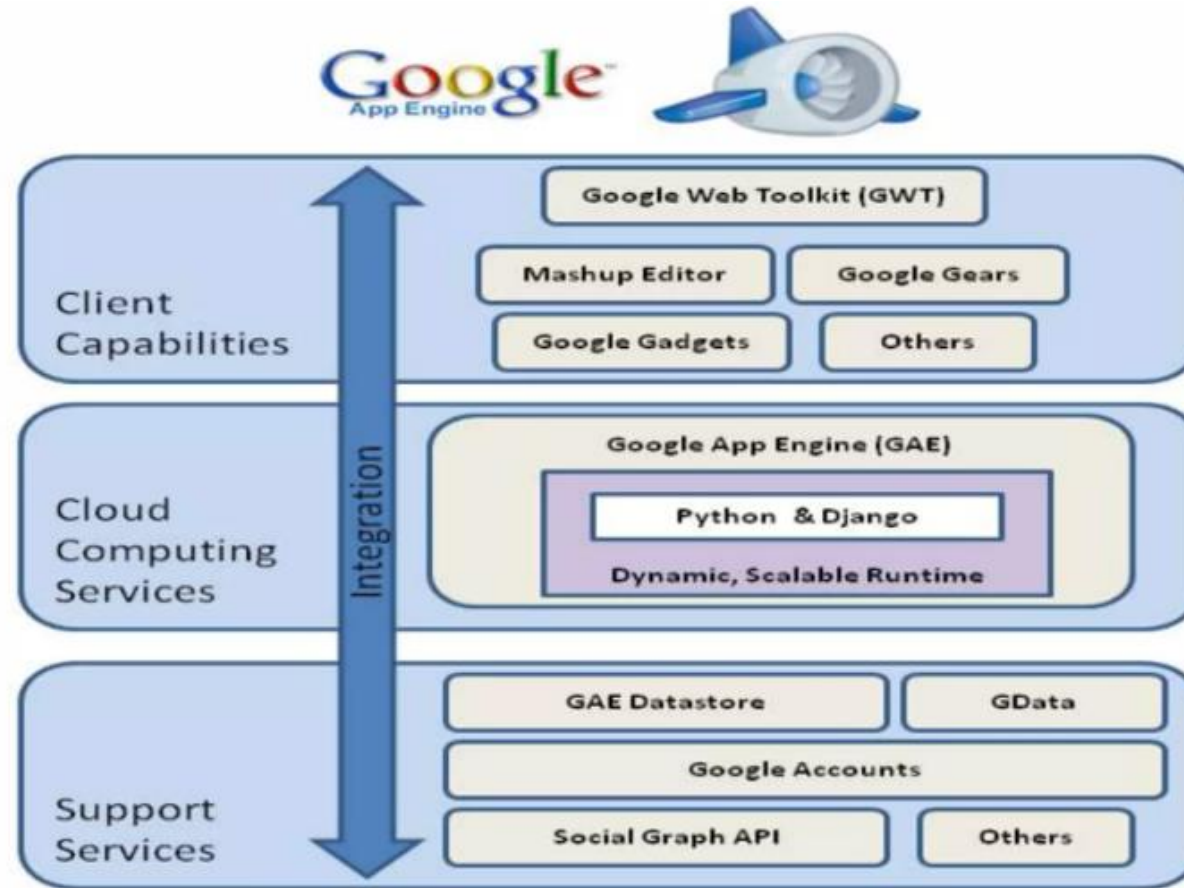 Google™
App Engine
Google Web Toolkit (GWT)
Mashup Editor
Google Gears
Client
Capabilities
Google Gadgets
Others
Integration
Google App Engine (GAE)
Cloud
Computing
Services
Python & Django
Dynamic, Scalable Runtime
GAE Datastore
GData
Google Accounts
Support
Services
Social Graph API
Others